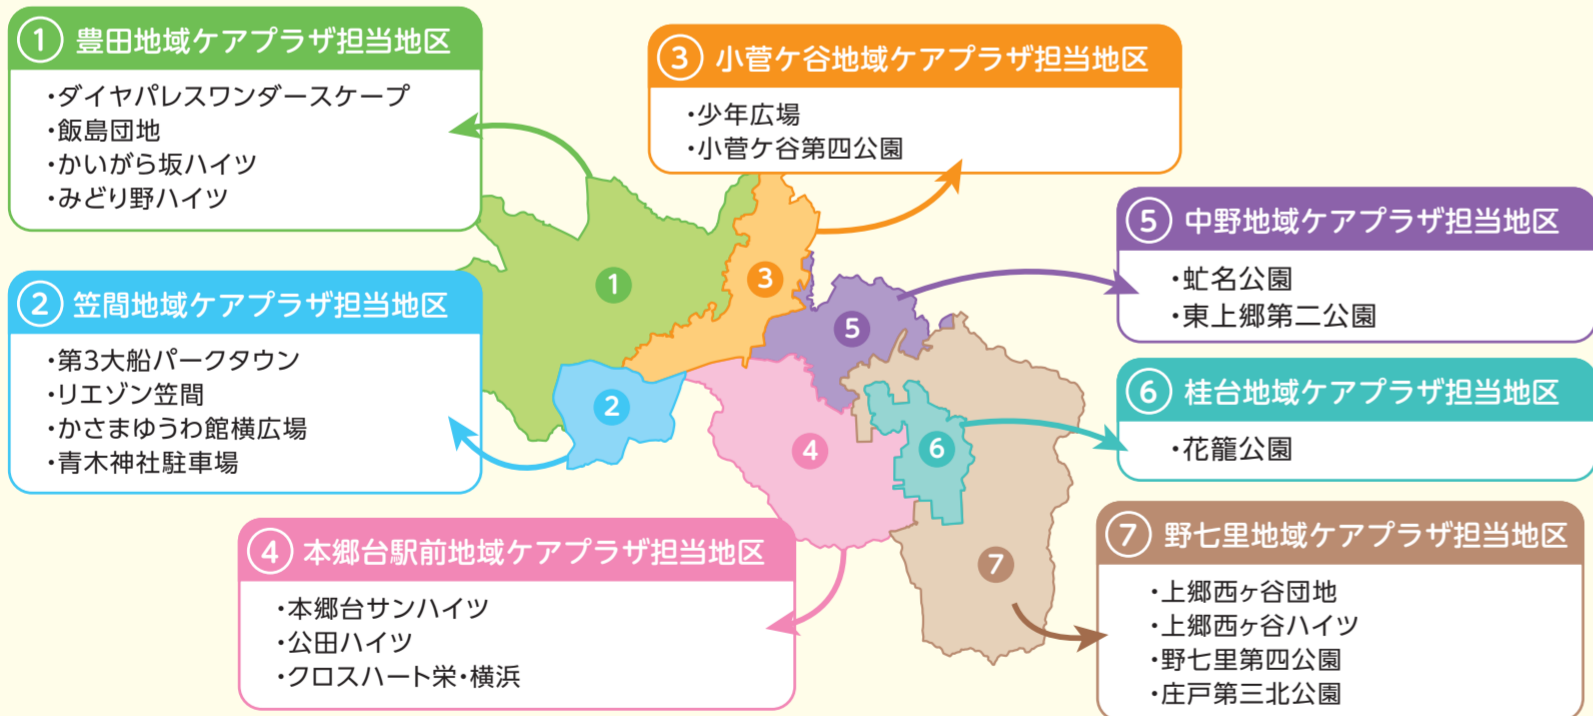 ① 豊田地域ケアプラザ担当地区
・ダイヤパレスワンダースケープ
・飯島団地
・かいがら坂ハイツ
・みどり野ハイツ
② 笠間地域ケアプラザ担当地区
・第3大船パークタウン
・リエゾン笠間
・かさまゆうわ館横広場
・青木神社駐車場
③ 小菅ケ谷地域ケアプラザ担当地区
・少年広場
・小菅ケ谷第四公園
④ 本郷台駅前地域ケアプラザ担当地区
・本郷台サンハイツ
・公田ハイツ
・クロスハート栄・横浜
⑤ 中野地域ケアプラザ担当地区
・虹名公園
・東上郷第二公園
⑥ 桂台地域ケアプラザ担当地区
・花籠公園
⑦ 野七里地域ケアプラザ担当地区
・上郷西ヶ谷団地
・上郷西ヶ谷ハイツ
・野七里第四公園
・庄戸第三北公園
1
3
5
2
4
6
7